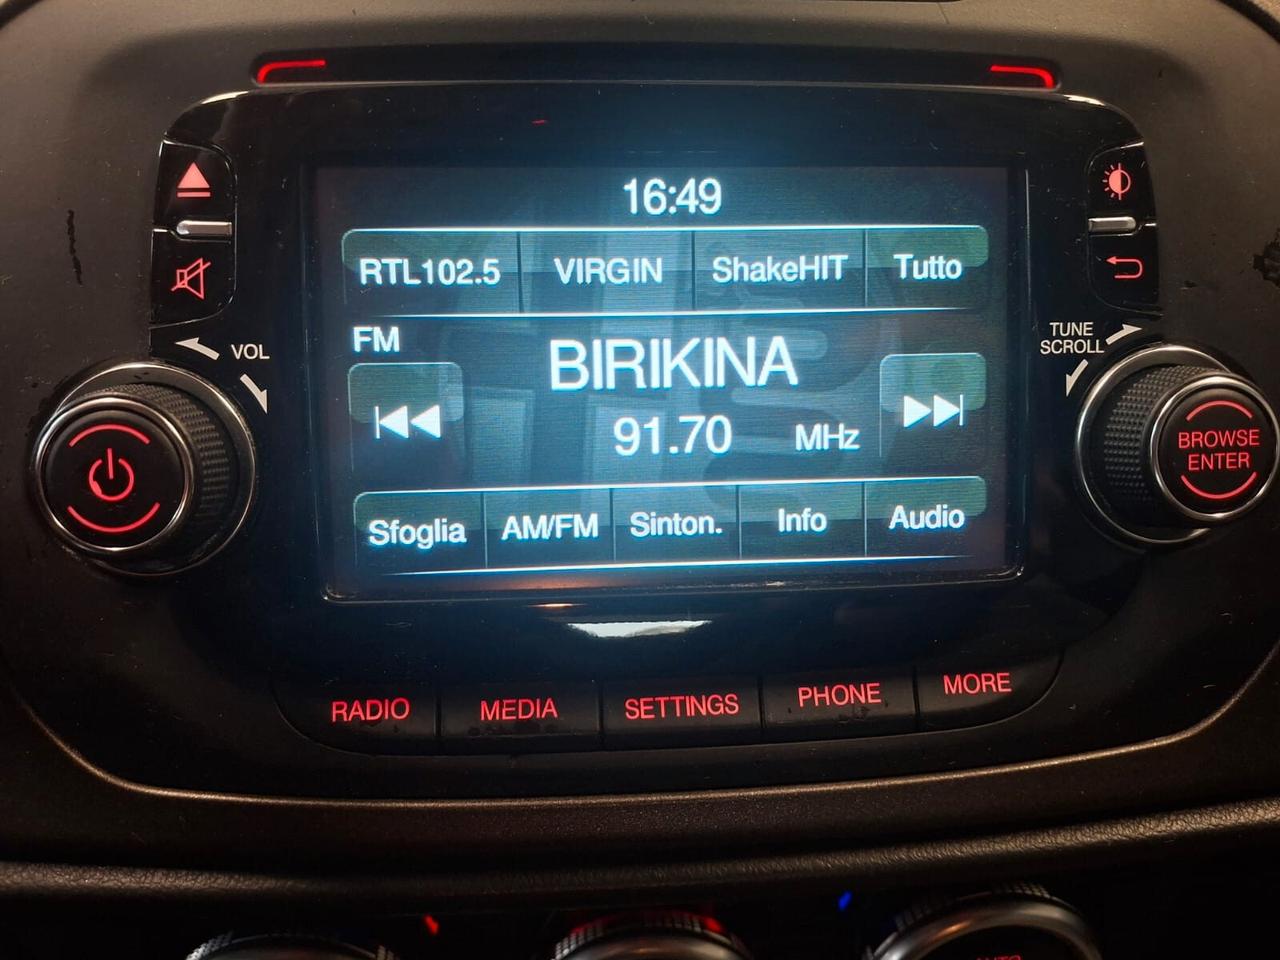 16:49
RTL102.5 VIRGIN ShakeHIT Tutto
VOL
FM
TUNE
SCROLL
BIRIKINA
91.70 MHz
BROWSE
ENTER
Sfoglia AM/FM Sinton. Info Audio
RADIO MEDIA SETTINGS PHONE MORE
AUTO